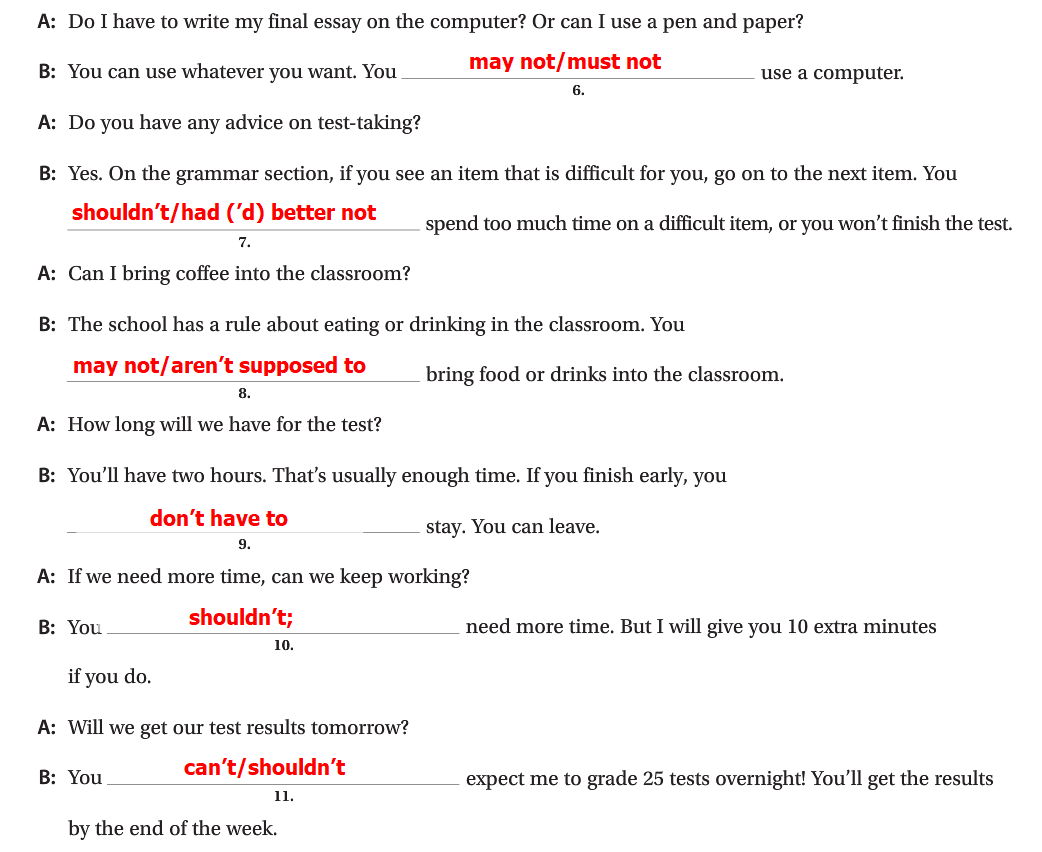 A: Do I have to write my final essay on the computer? Or can I use a pen and paper?
B: You can use whatever you want. You may not/must not use a computer.
6.
A: Do you have any advice on test-taking?
B: Yes. On the grammar section, if you see an item that is difficult for you, go on to the next item. You
shouldn’t/had (’d) better not spend too much time on a difficult item, or you won’t finish the test.
7.
A: Can I bring coffee into the classroom?
B: The school has a rule about eating or drinking in the classroom. You
may not/aren’t supposed to bring food or drinks into the classroom.
8.
A: How long will we have for the test?
B: You’ll have two hours. That’s usually enough time. If you finish early, you
don’t have to stay. You can leave.
9.
A: If we need more time, can we keep working?
B: You shouldn’t; need more time. But I will give you 10 extra minutes
10.
if you do.
A: Will we get our test results tomorrow?
B: You can’t/shouldn’t expect me to grade 25 tests overnight! You’ll get the results
11.
by the end of the week.